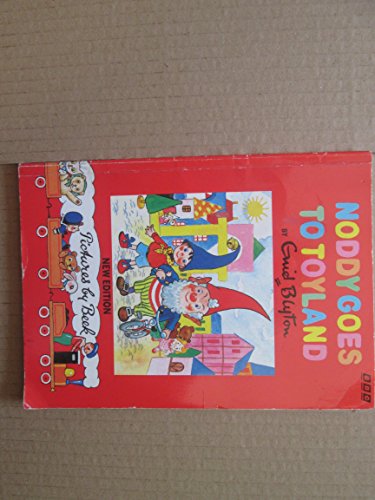 NODDY GOES
TO TOYLAND
BY Enid Blyton
NEW EDITION
Pictures by Beek
BBC